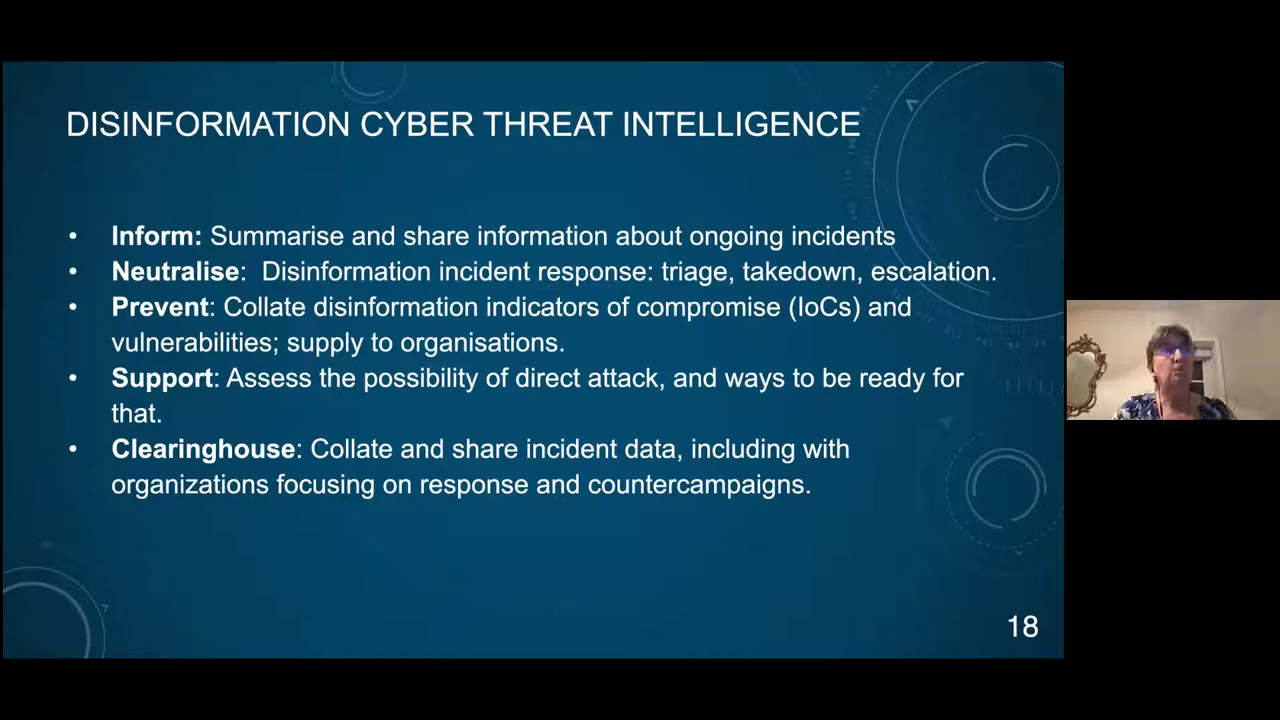 DISINFORMATION CYBER THREAT INTELLIGENCE
• Inform: Summarise and share information about ongoing incidents
• Neutralise:  Disinformation incident response: triage, takedown, escalation.
• Prevent: Collate disinformation indicators of compromise (IoCs) and
vulnerabilities; supply to organisations.
• Support: Assess the possibility of direct attack, and ways to be ready for
that.
• Clearinghouse: Collate and share incident data, including with
organizations focusing on response and countercampaigns.
18